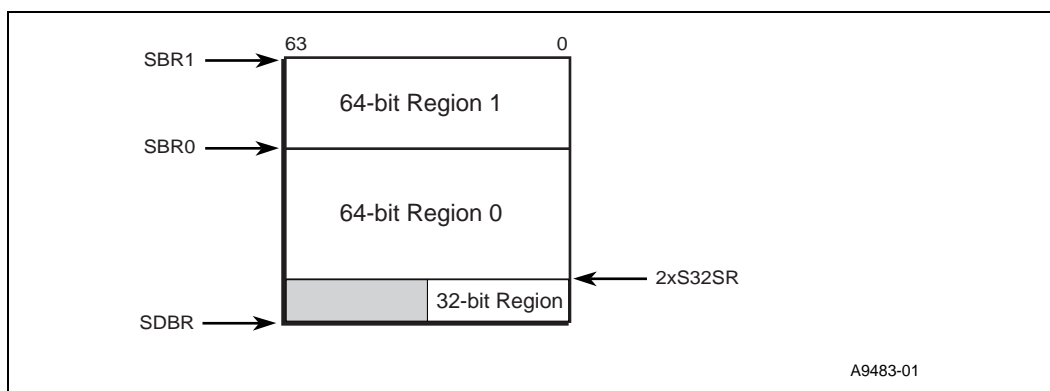 63 0
SBR1
64-bit Region 1
SBR0
64-bit Region 0
2xS32SR
32-bit Region
SDBR
A9483-01